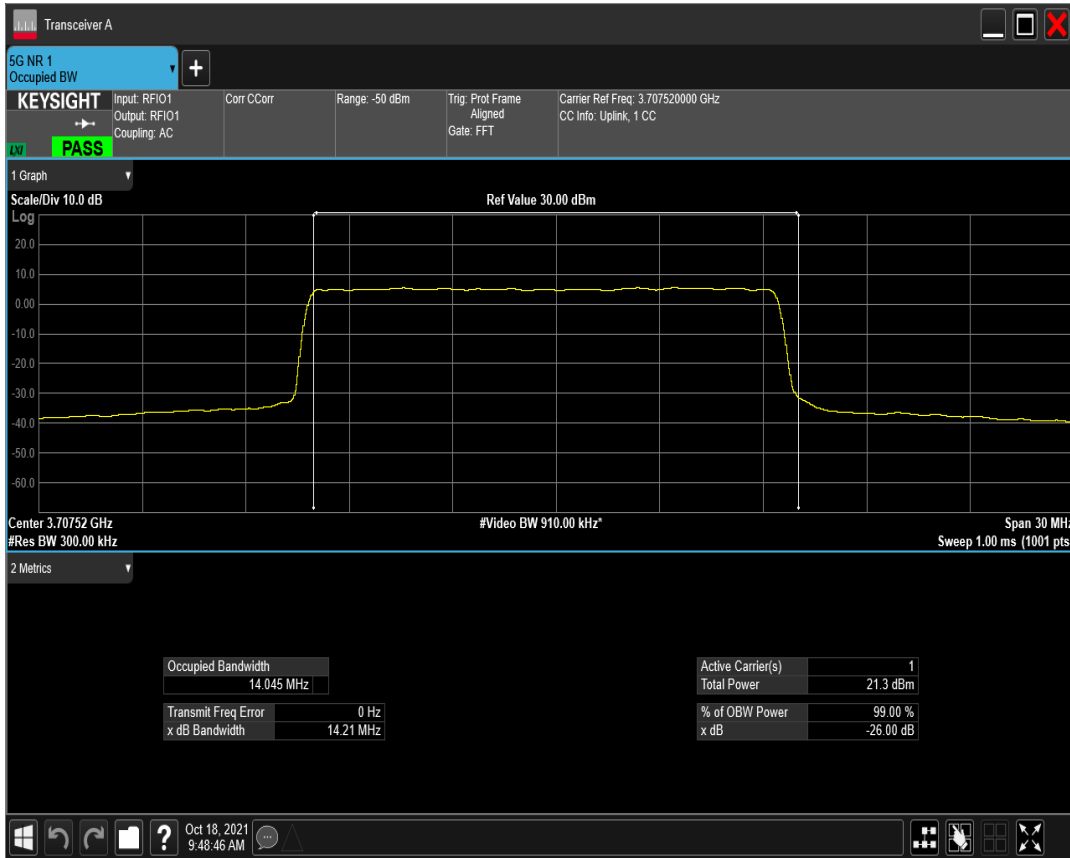 Transceiver A
5G NR 1
Occupied BW
KEYSIGHT
LXI
PASS
Input: RFIO1
Output: RFIO1
Coupling: AC
Corr CCorr
Range: -50 dBm
Trig: Prot Frame
Aligned
Gate: FFT
Carrier Ref Freq: 3.707520000 GHz
CC Info: Uplink, 1 CC
1 Graph
Scale/Div 10.0 dB
Ref Value 30.00 dBm
Log
20.0
10.0
0.00
-10.0
-20.0
-30.0
-40.0
-50.0
-60.0
Center 3.70752 GHz
#Video BW 910.00 kHz*
Span 30 MHz
#Res BW 300.00 kHz
Sweep 1.00 ms (1001 pts
2 Metrics
Occupied Bandwidth
14.045 MHz
Transmit Freq Error 0 Hz
x dB Bandwidth 14.21 MHz
Active Carrier(s) 1
Total Power 21.3 dBm
% of OBW Power 99.00 %
x dB -26.00 dB
?
Oct 18, 2021
9:48:46 AM